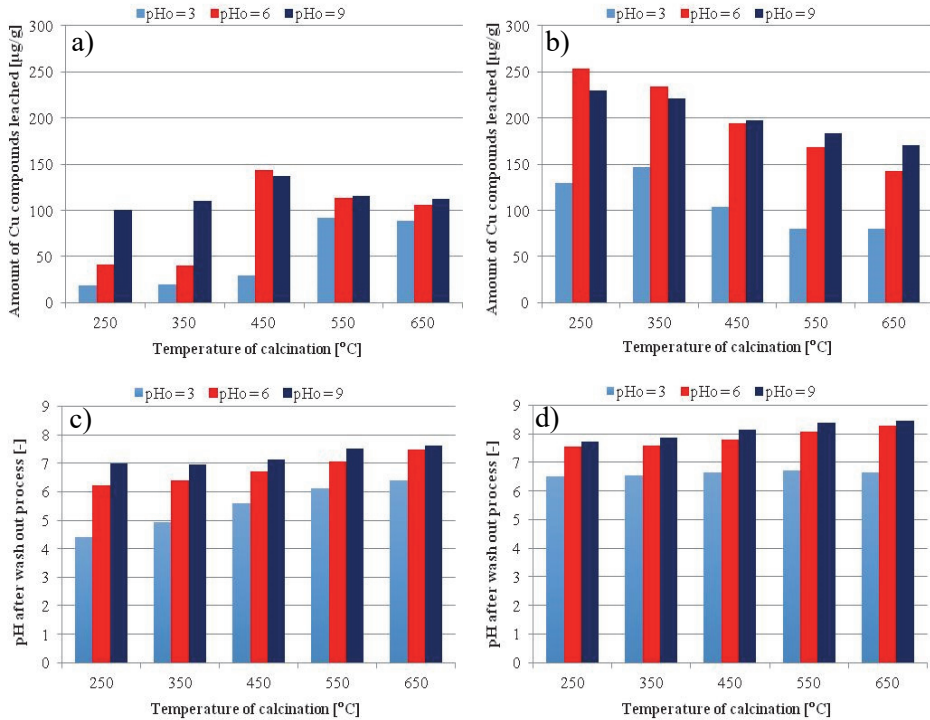 pHo = 3 pHo = 6 pHo = 9
a)
300
250
200
150
100
50
0
250 350 450 550 650
Temperature of calcination [°C]
Amount of Cu compounds leached [µg/g]
pHo = 3 pHo = 6 pHo = 9
b)
300
250
200
150
100
50
0
250 350 450 550 650
Temperature of calcination [°C]
Amount of Cu compounds leached [µg/g]
pHo = 3 pHo = 6 pHo = 9
c)
9
8
7
6
5
4
3
2
1
0
250 350 450 550 650
Temperature of calcination [°C]
pH after wash out process [-]
pHo = 3 pHo = 6 pHo = 9
d)
9
8
7
6
5
4
3
2
1
0
250 350 450 550 650
Temperature of calcination [°C]
pH after wash out process [-]